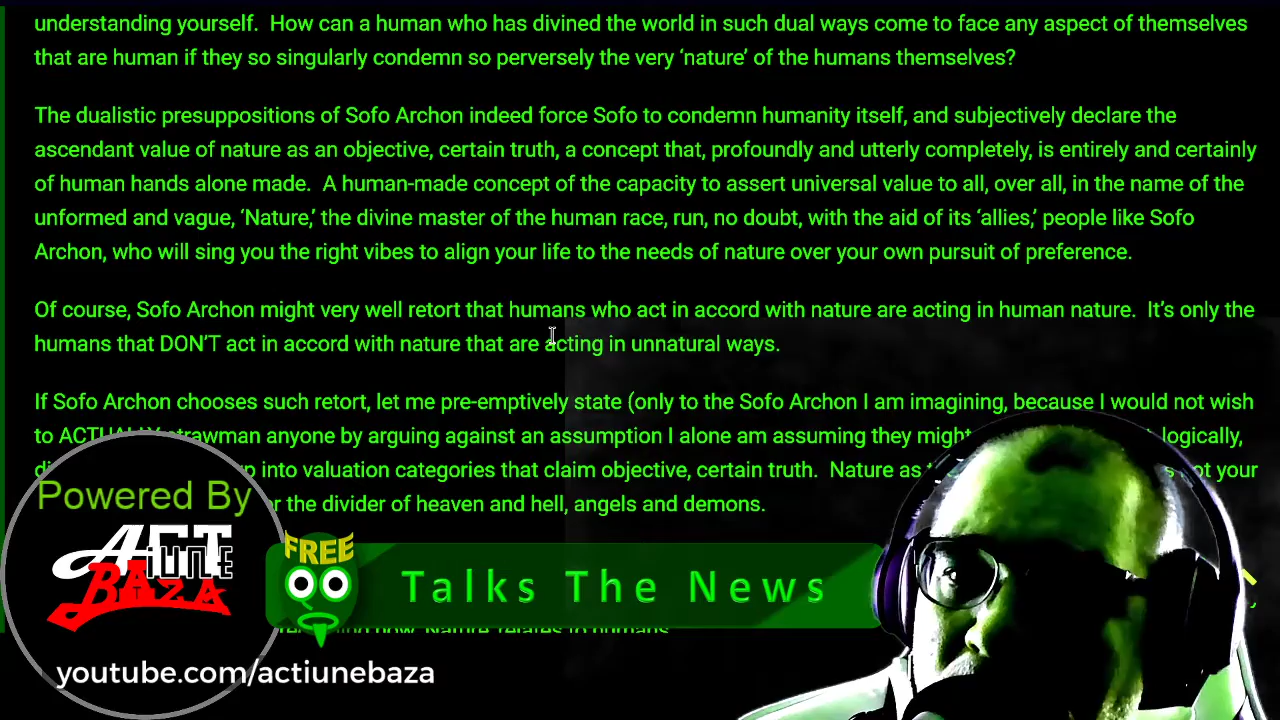 understanding yourself.  How can a human who has divined the world in such dual ways come to face any aspect of themselves
that are human if they so singularly condemn so perversely the very ‘nature’ of the humans themselves?
The dualistic presuppositions of Sofo Archon indeed force Sofo to condemn humanity itself, and subjectively declare the
ascendant value of nature as an objective, certain truth, a concept that, profoundly and utterly completely, is entirely and certainly
of human hands alone made.  A human-made concept of the capacity to assert universal value to all, over all, in the name of the
unformed and vague, ‘Nature,’ the divine master of the human race, run, no doubt, with the aid of its ‘allies,’ people like Sofo
Archon, who will sing you the right vibes to align your life to the needs of nature over your own pursuit of preference.
Of course, Sofo Archon might very well retort that humans who act in accord with nature are acting in human nature.  It’s only the
humans that DON’T act in accord with nature that are acting in unnatural ways.
If Sofo Archon chooses such retort, let me pre-emptively state (only to the Sofo Archon I am imagining, because I would not wish
to ACTUALLY strawman anyone by arguing against an assumption I alone am assuming they might logically,
into valuation categories that claim objective, certain truth.  Nature as not your
the divider of heaven and hell, angels and demons.
Powered By
ACT
iUNE
BAZA
FREE
Talks The News
now, Nature, relates to humans
youtube.com/actiunebaza